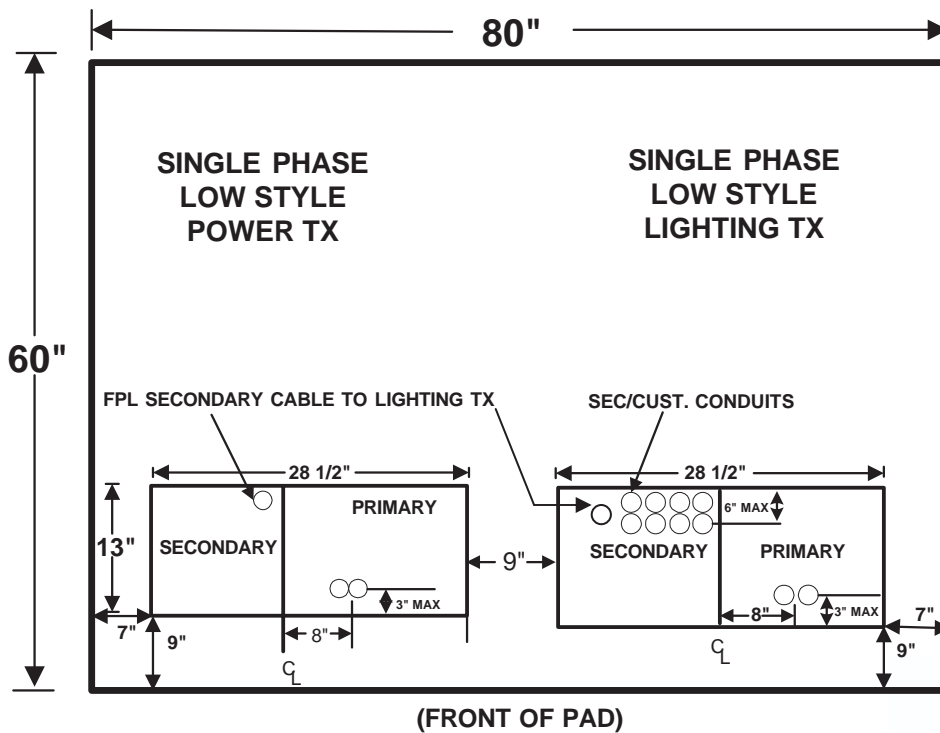 80"
SINGLE PHASE
LOW STYLE
POWER TX
SINGLE PHASE
LOW STYLE
LIGHTING TX
60"
FPL SECONDARY CABLE TO LIGHTING TX
SEC/CUST. CONDUITS
28 1/2"
28 1/2"
13"
SECONDARY
PRIMARY
3" MAX
9"
6" MAX
SECONDARY
PRIMARY
8"
3" MAX
7"
9"
8"
7"
9"
CL
CL
(FRONT OF PAD)